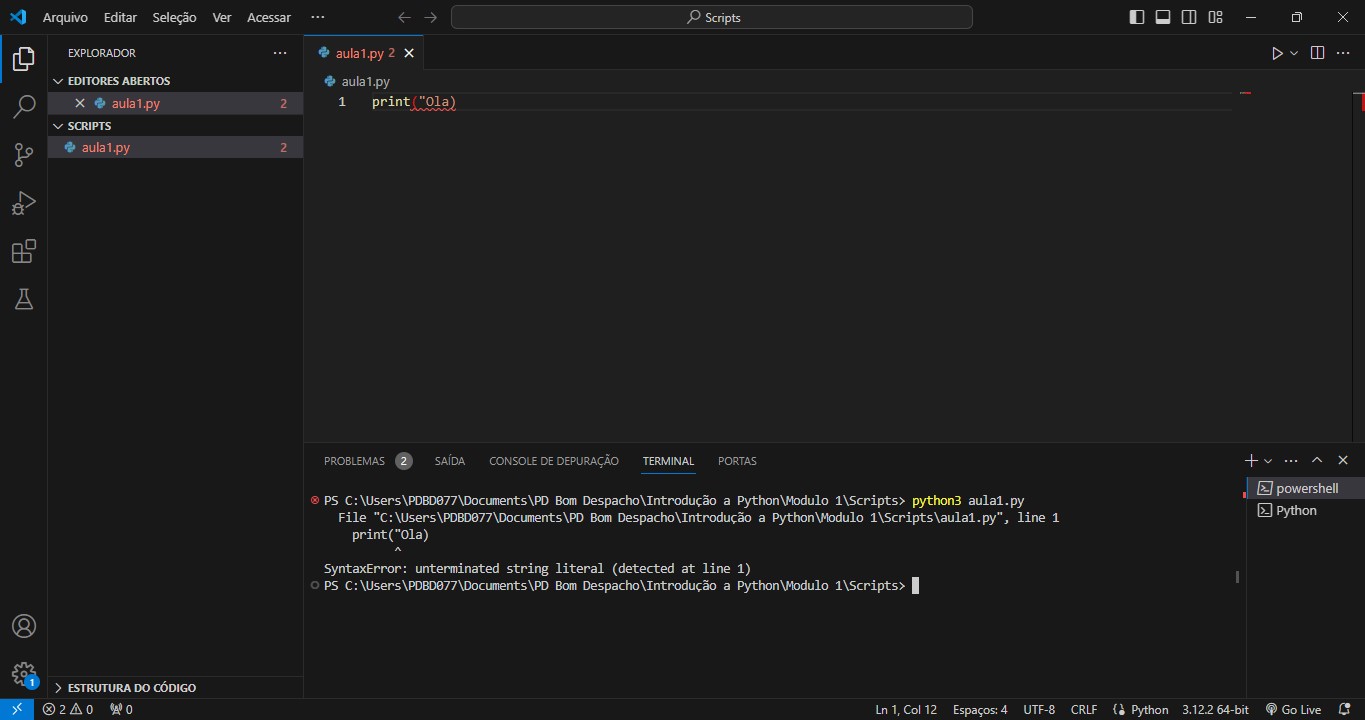 Arquivo Editar Seleção Ver Acessar ···
Scripts
EXPLORADOR ···
EDITORES ABERTOS
aula1.py 2
SCRIPTS
aula1.py 2
ESTRUTURA DO CÓDIGO
1
aula1.py 2
···
aula1.py
1 print("Ola)
PROBLEMAS 2 SAÍDA CONSOLE DE DEPURAÇÃO TERMINAL PORTAS
···
PS C:\Users\PDBD077\Documents\PD Bom Despacho\Introdução a Python\Modulo 1\Scripts> python3 aula1.py
File "C:\Users\PDBD077\Documents\PD Bom Despacho\Introdução a Python\Modulo 1\Scripts\aula1.py", line 1
print("Ola)
^
SyntaxError: unterminated string literal (detected at line 1)
PS C:\Users\PDBD077\Documents\PD Bom Despacho\Introdução a Python\Modulo 1\Scripts>
powershell
Python
2 0 0 Ln 1, Col 12 Espaços: 4 UTF-8 CRLF Python 3.12.2 64-bit Go Live